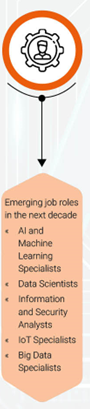 Emerging job roles
in the next decade
« AI and
Machine
Learning
Specialists
« Data Scientists
« Information
and Security
Analysts
« IoT Specialists
« Big Data
Specialists